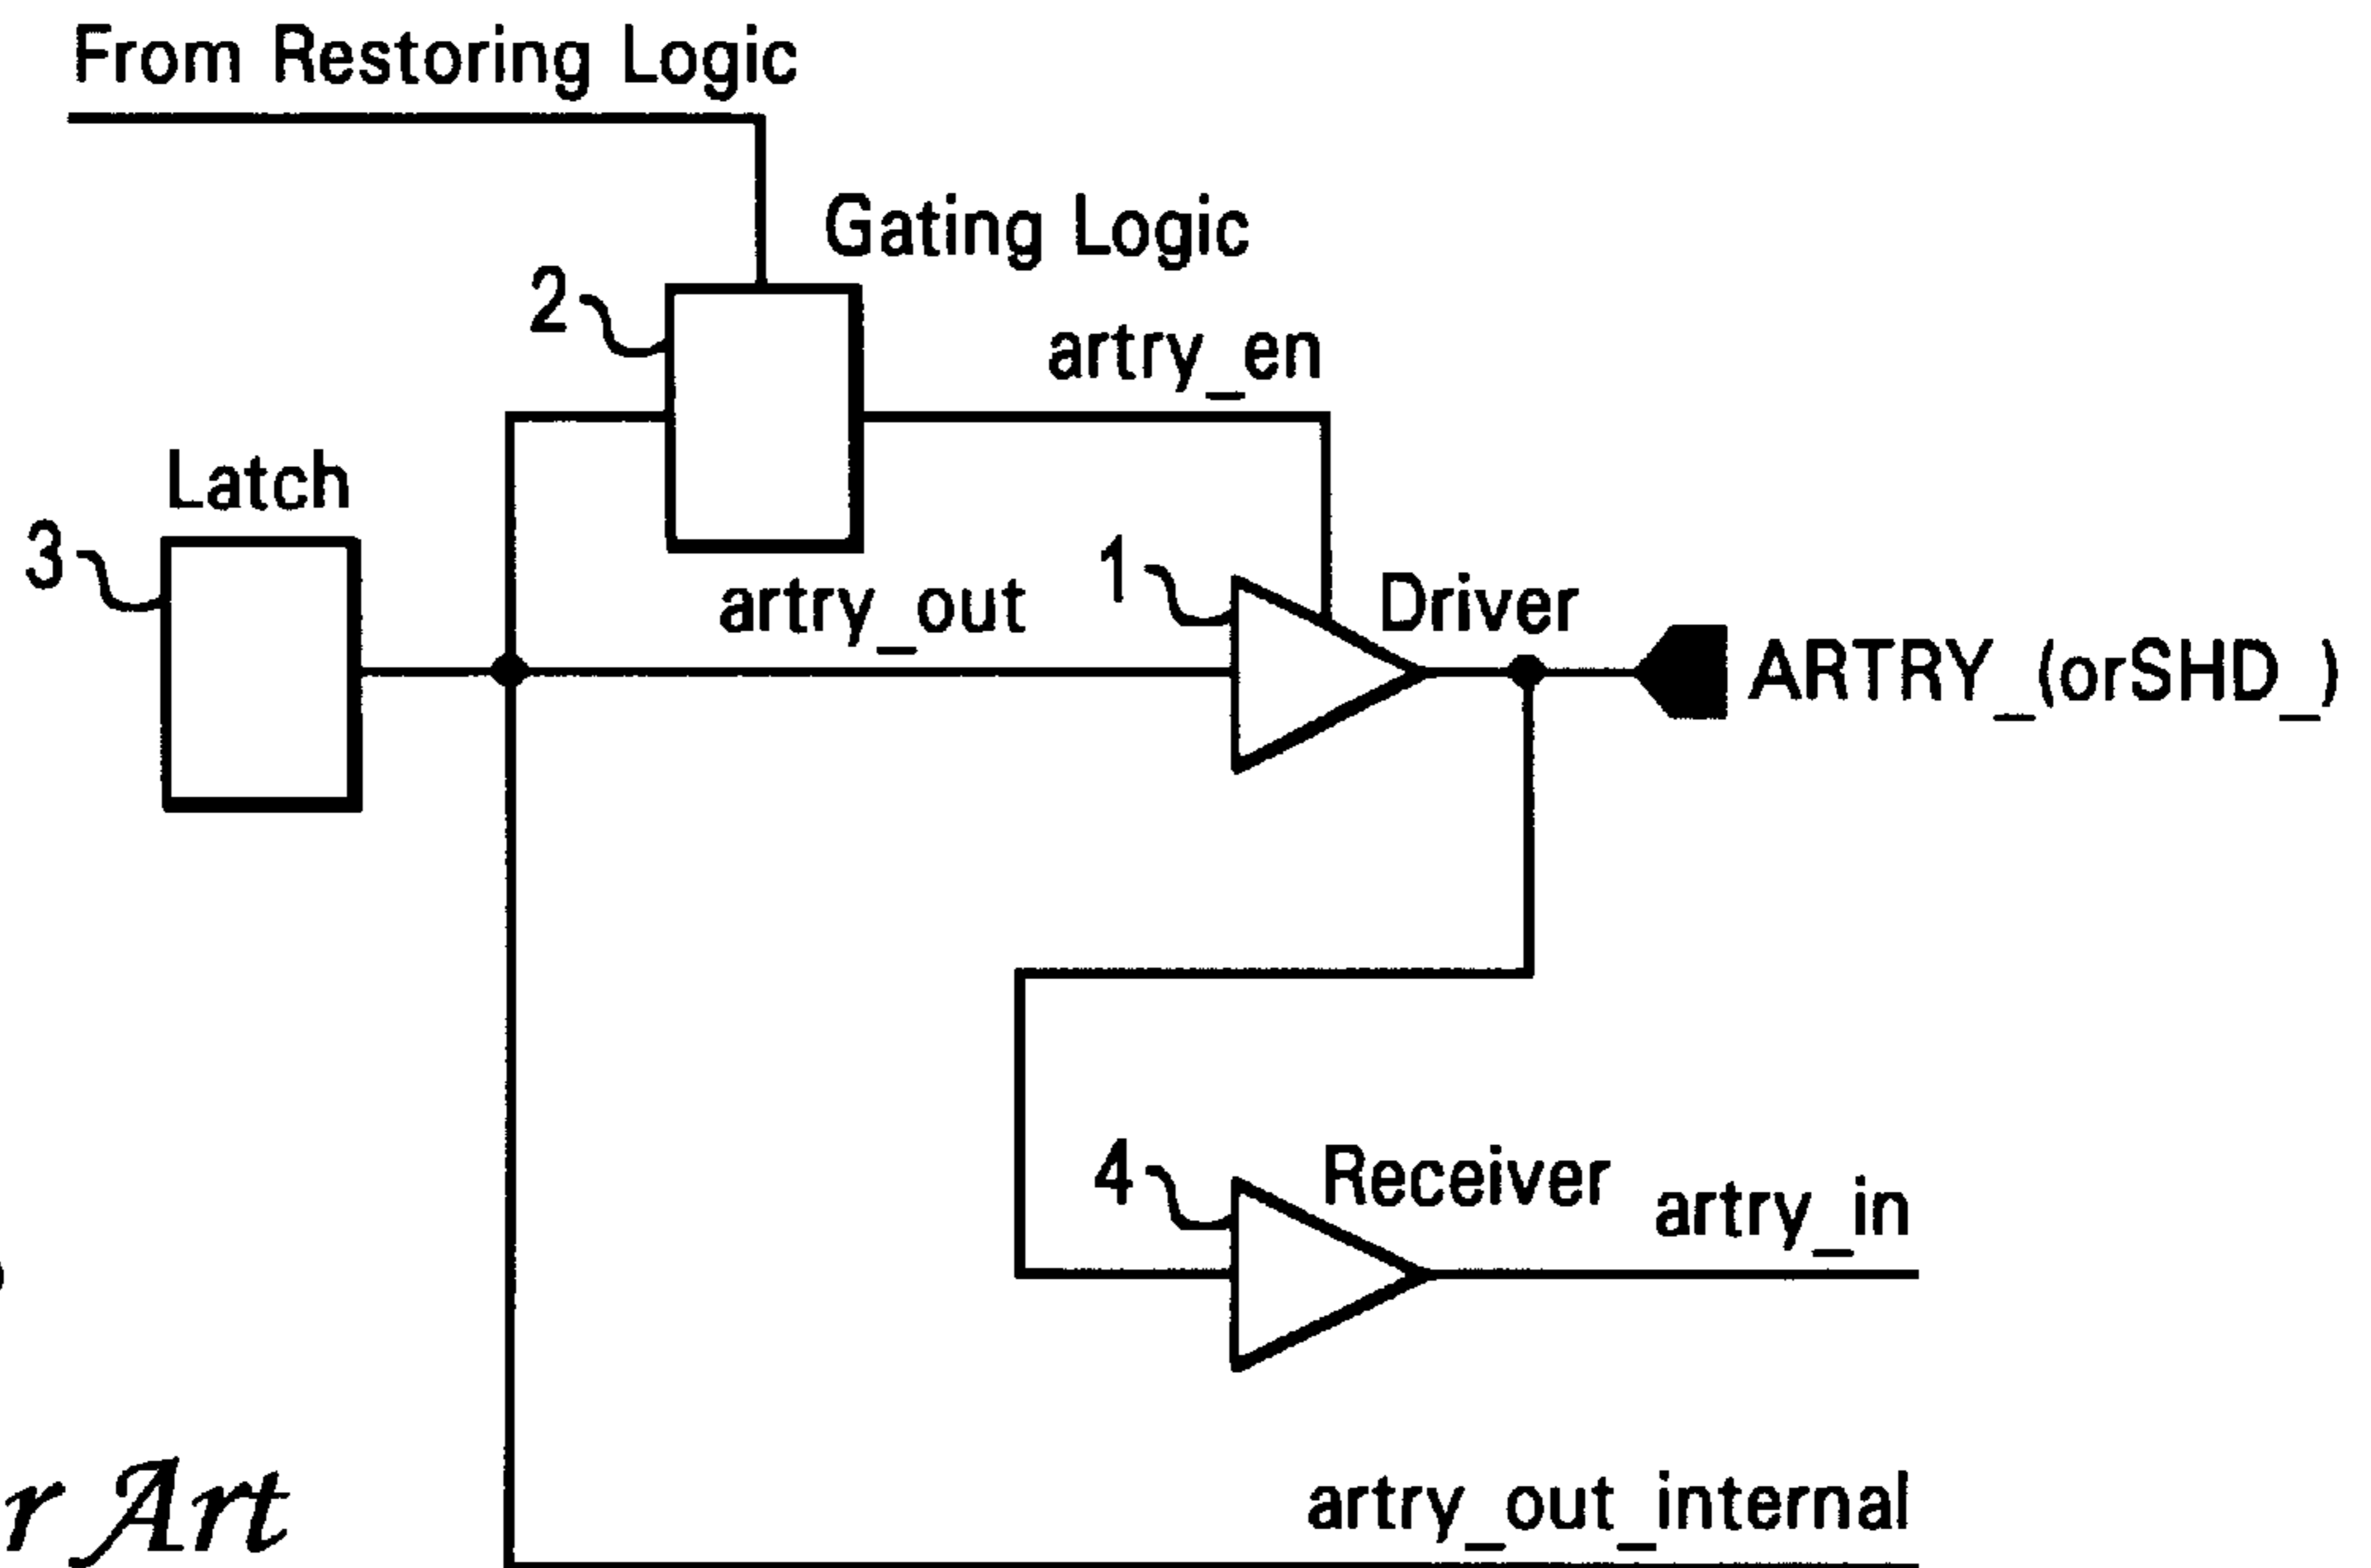 From Restoring Logic
Gating Logic
2
artry_en
Latch
3
artry_out
1
Driver
ARTRY_(orSHD_)
4
Receiver
artry_in
Art
artry_out_internal